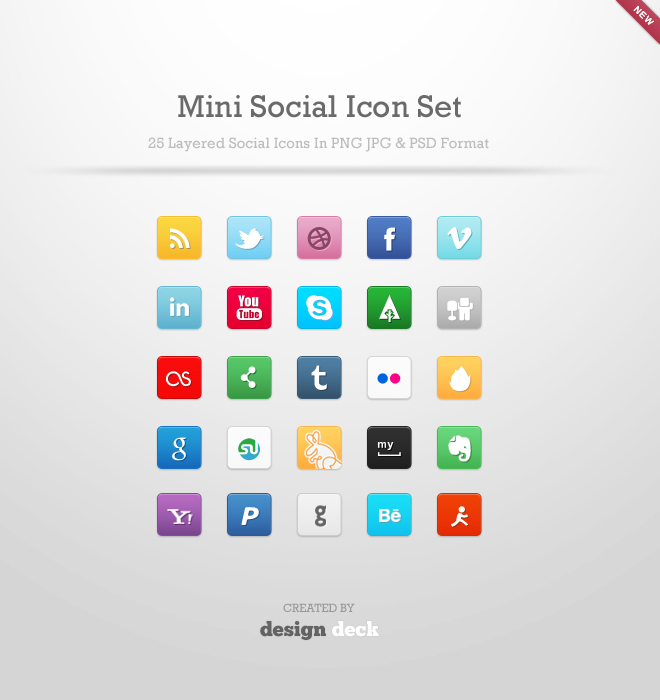 NEW
Mini Social Icon Set
25 Layered Social Icons In PNG JPG & PSD Format
f
in
You
Tube
S
t
g
my
Y!
P
g
Bē
CREATED BY
design deck